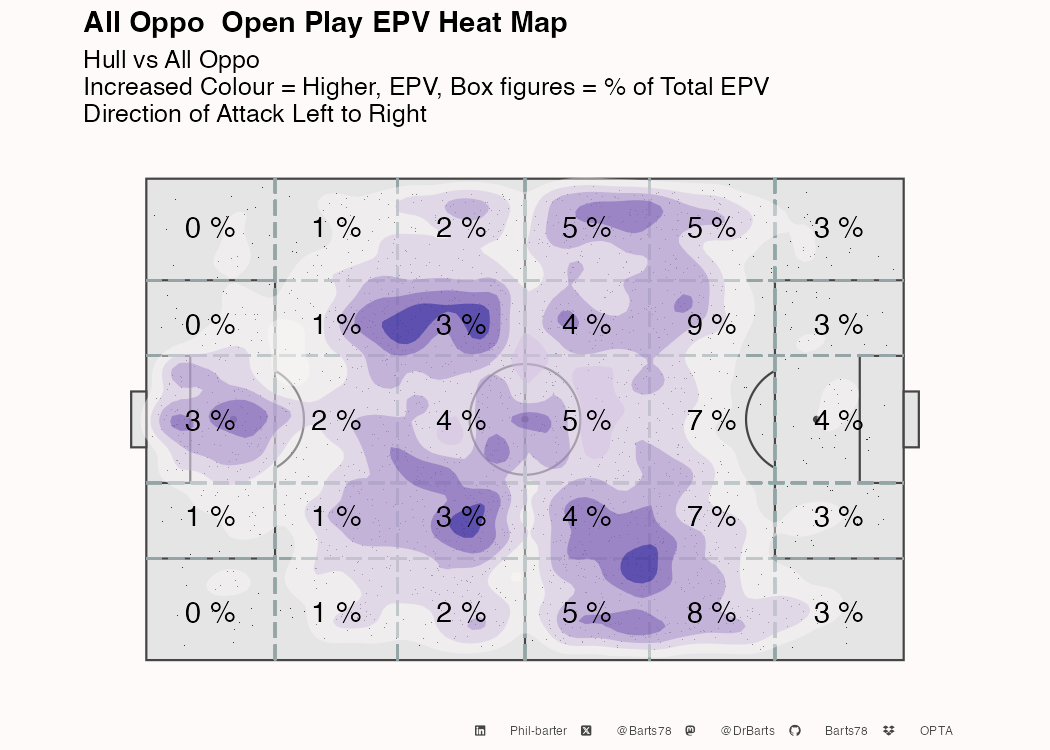 All Oppo  Open Play EPV Heat Map
Hull vs All Oppo
Increased Colour = Higher, EPV, Box figures = % of Total EPV
Direction of Attack Left to Right
0 % 1 % 2 % 5 % 5 % 3 %
0 % 1 % 3 % 4 % 9 % 3 %
3 % 2 % 4 % 5 % 7 % 4 %
1 % 1 % 3 % 4 % 7 % 3 %
0 % 1 % 2 % 5 % 8 % 3 %
Phil-barter @Barts78 @DrBarts Barts78 OPTA